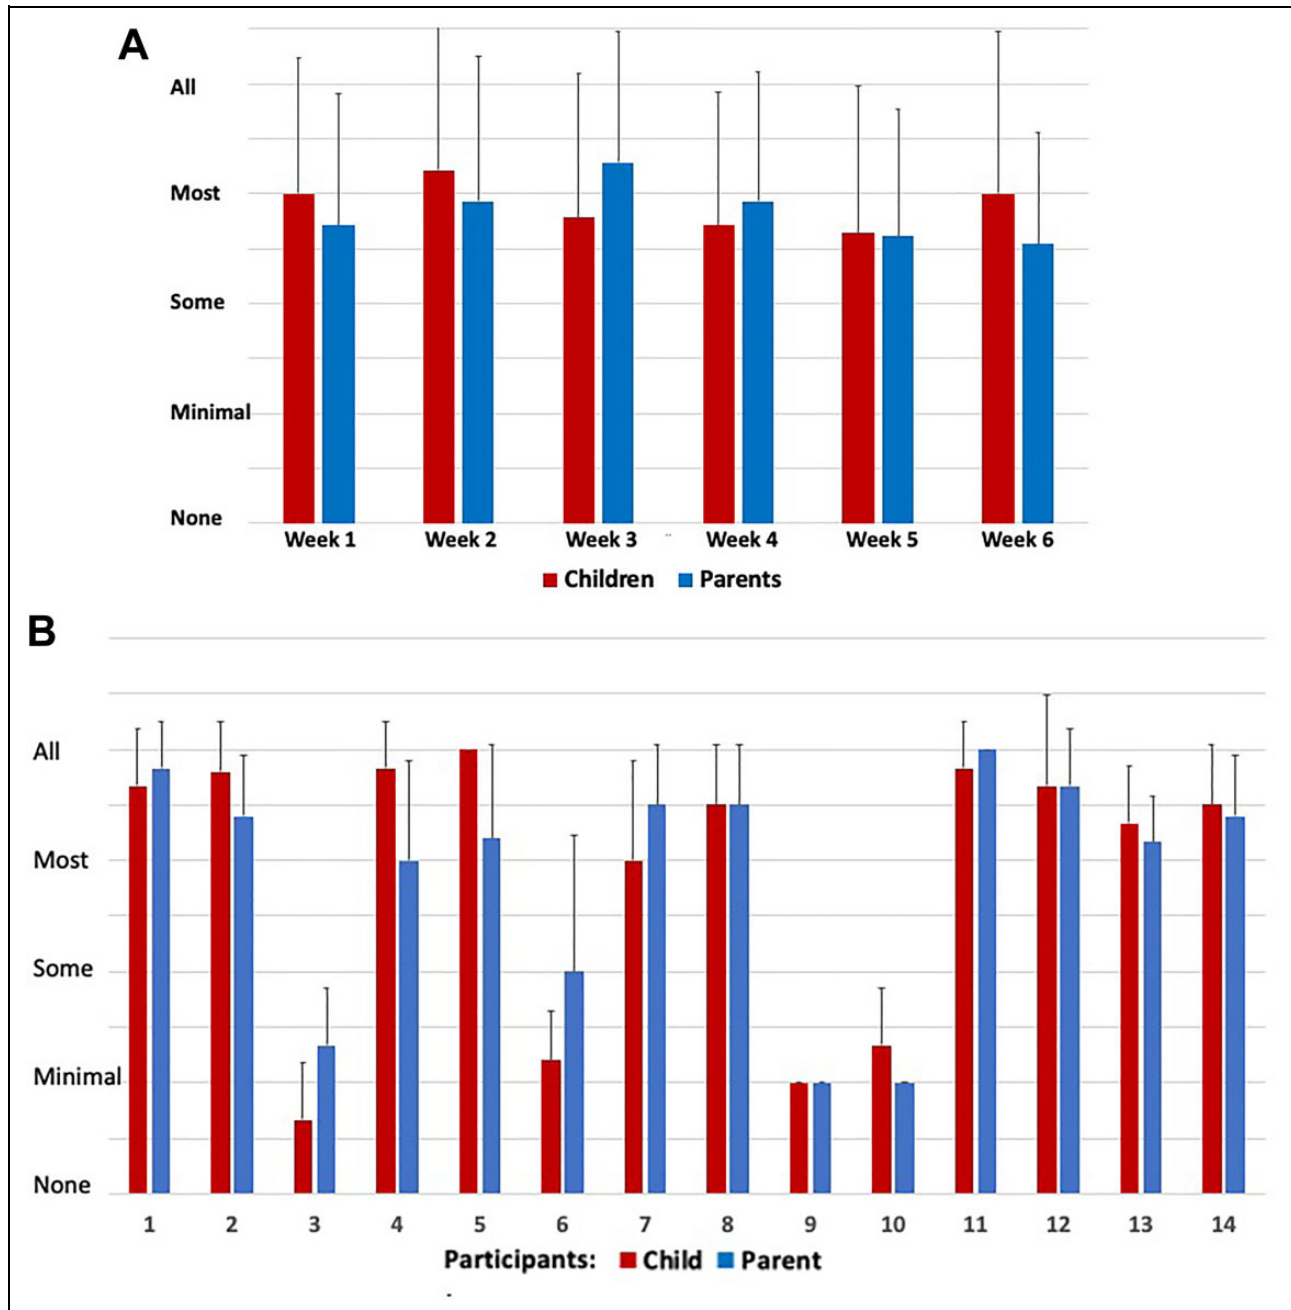 A
All
Most
Some
Minimal
None
Week 1 Week 2 Week 3 Week 4 Week 5 Week 6
Children Parents
B
All
Most
Some
Minimal
None
1 2 3 4 5 6 7 8 9 10 11 12 13 14
Participants: Child Parent